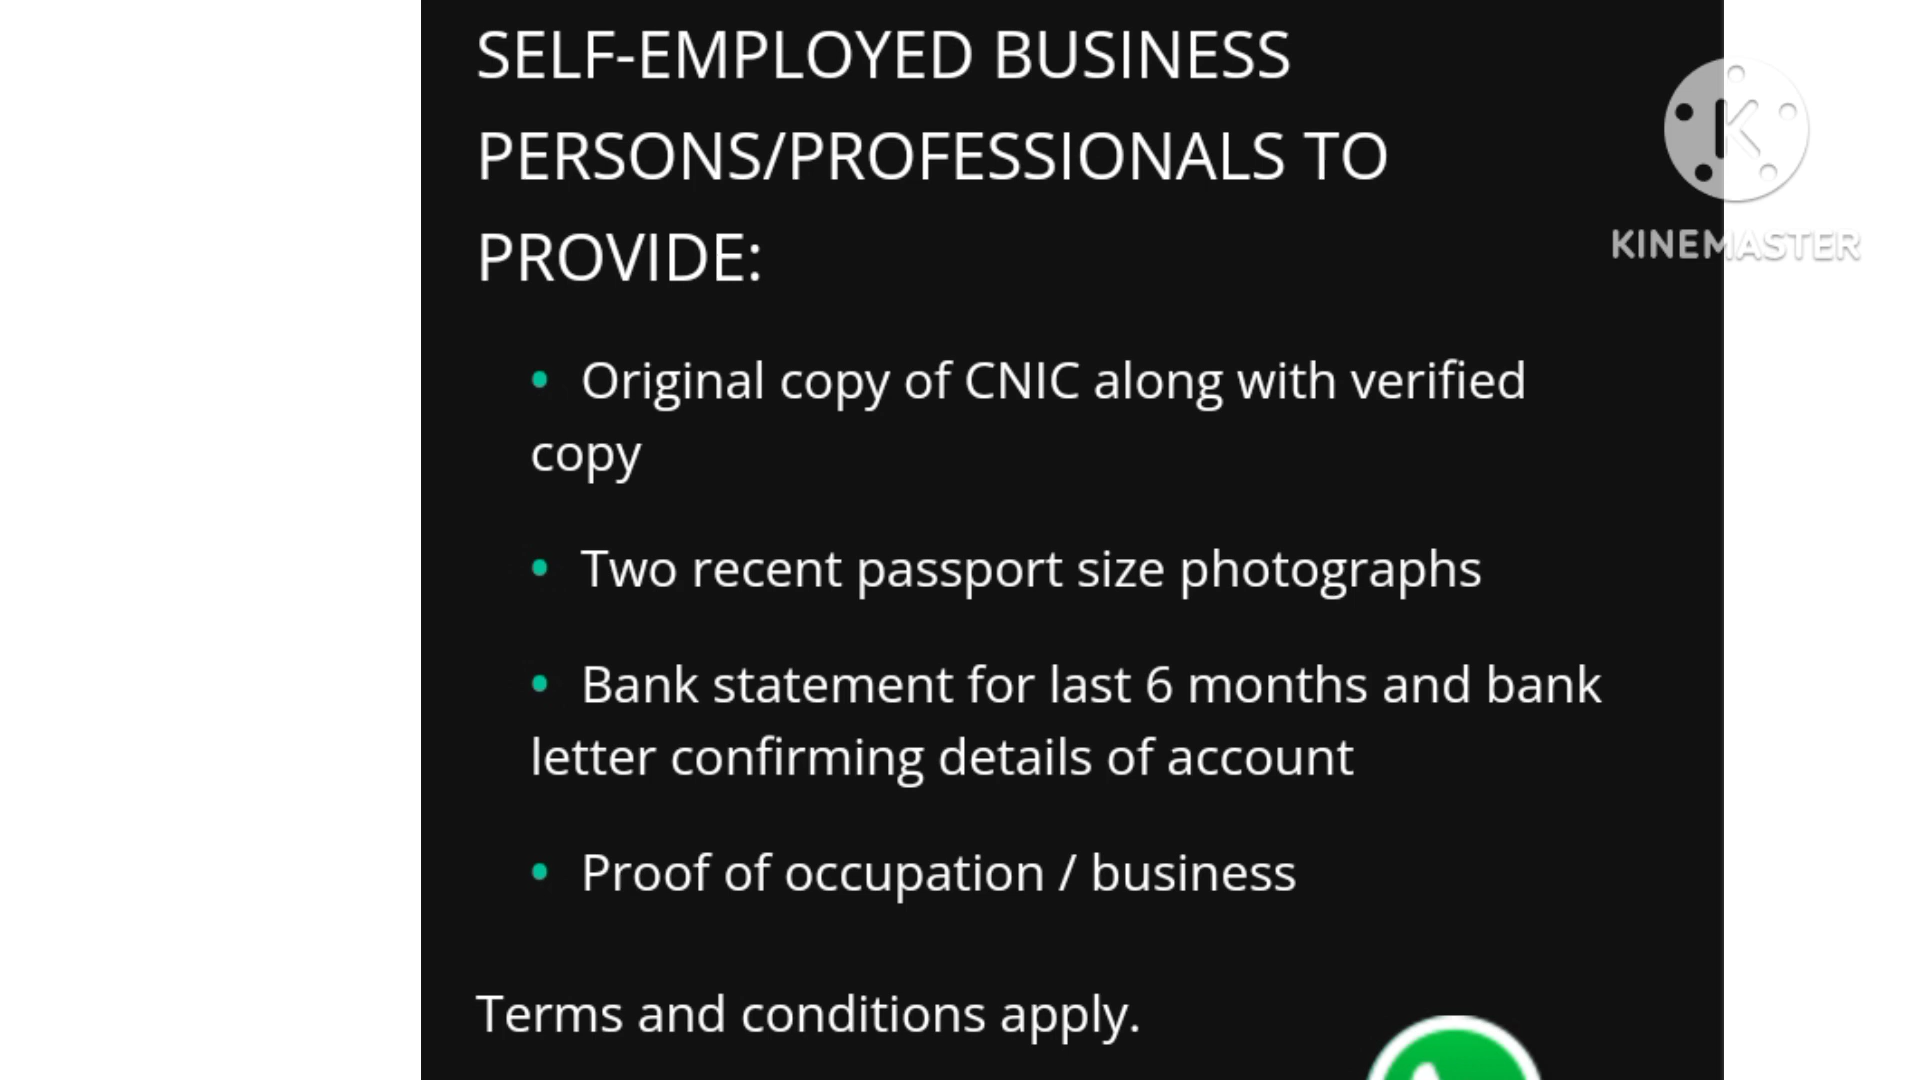 SELF-EMPLOYED BUSINESS
PERSONS/PROFESSIONALS TO
PROVIDE:
K
KINEMASTER
• Original copy of CNIC along with verified
copy
• Two recent passport size photographs
• Bank statement for last 6 months and bank
letter confirming details of account
• Proof of occupation / business
Terms and conditions apply.